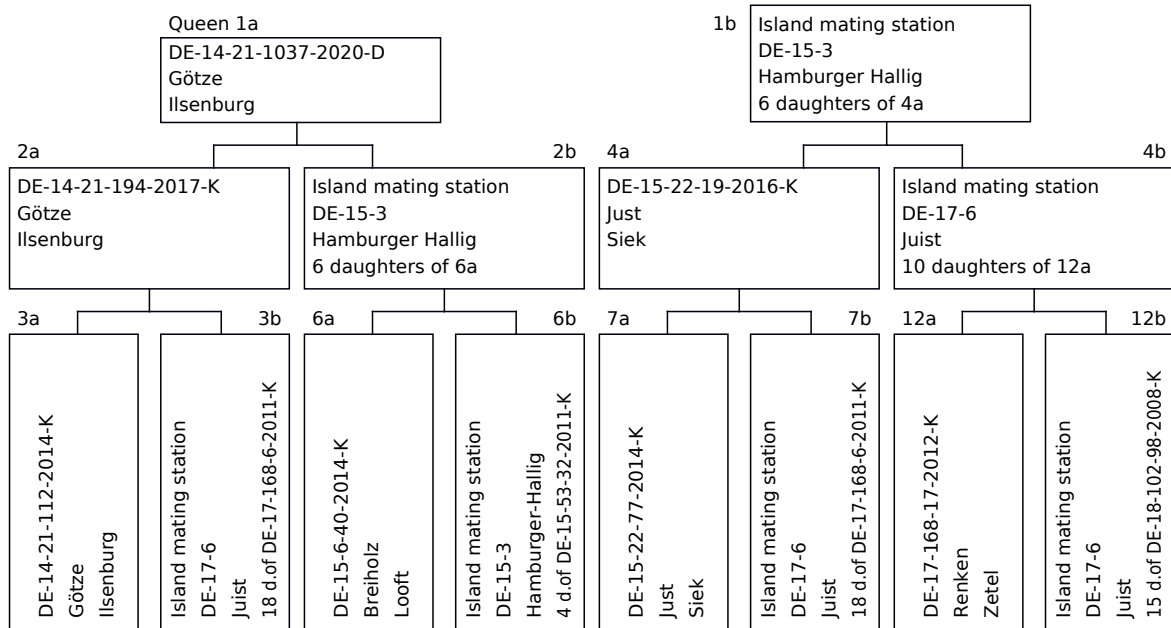 Queen 1a
DE-14-21-1037-2020-D
Götze
Ilsenburg
1b
Island mating station
DE-15-3
Hamburger Hallig
6 daughters of 4a
2a
DE-14-21-194-2017-K
Götze
Ilsenburg
2b
Island mating station
DE-15-3
Hamburger Hallig
6 daughters of 6a
4a
DE-15-22-19-2016-K
Just
Siek
4b
Island mating station
DE-17-6
Juist
10 daughters of 12a
3a
DE-14-21-112-2014-K
Götze
Ilsenburg
3b
Island mating station
DE-17-6
Juist
18 d.of DE-17-168-6-2011-K
6a
DE-15-6-40-2014-K
Breiholz
Looft
6b
Island mating station
DE-15-3
Hamburger-Hallig
4 d.of DE-15-53-32-2011-K
7a
DE-15-22-77-2014-K
Just
Siek
7b
Island mating station
DE-17-6
Juist
18 d.of DE-17-168-6-2011-K
12a
DE-17-168-17-2012-K
Renken
Zetel
12b
Island mating station
DE-17-6
Juist
15 d.of DE-18-102-98-2008-K